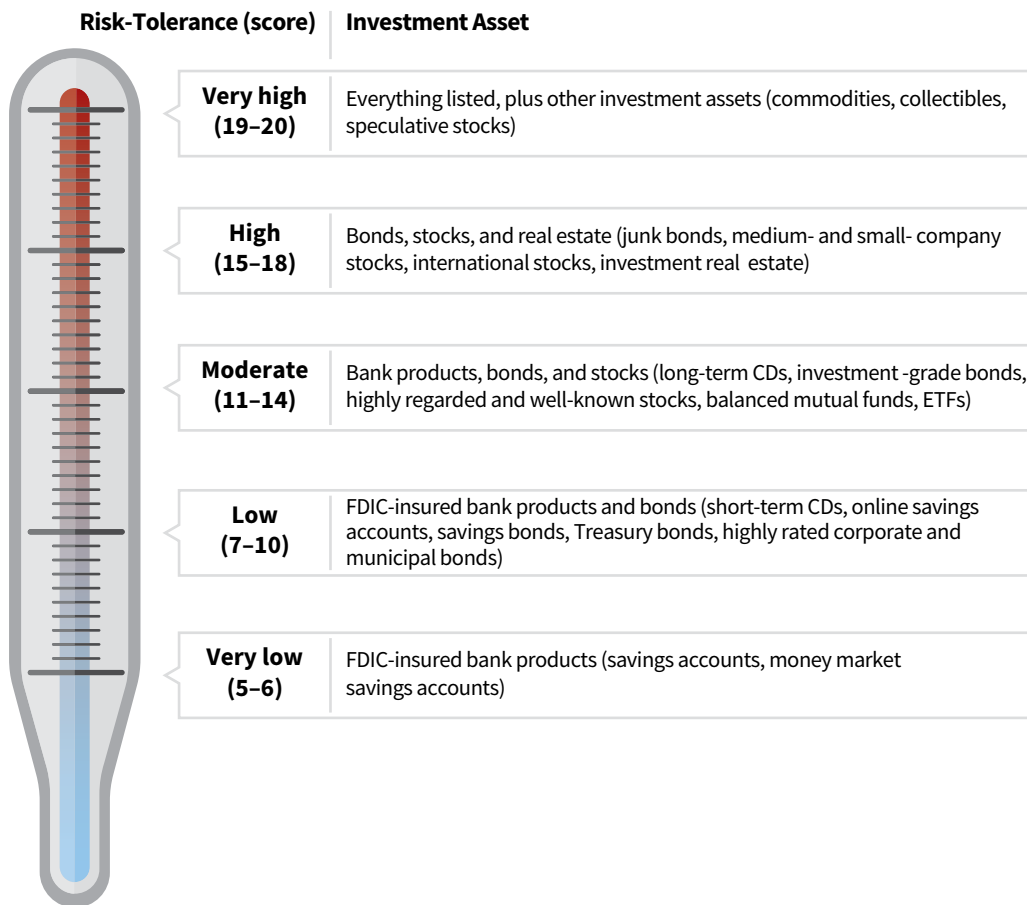 Risk-Tolerance (score) Investment Asset
Very high
(19–20)
Everything listed, plus other investment assets (commodities, collectibles,
speculative stocks)
High
(15–18)
Bonds, stocks, and real estate (junk bonds, medium- and small- company
stocks, international stocks, investment real estate)
Moderate
(11–14)
Bank products, bonds, and stocks (long-term CDs, investment -grade bonds,
highly regarded and well-known stocks, balanced mutual funds, ETFs)
Low
(7–10)
FDIC-insured bank products and bonds (short-term CDs, online savings
accounts, savings bonds, Treasury bonds, highly rated corporate and
municipal bonds)
Very low
(5–6)
FDIC-insured bank products (savings accounts, money market
savings accounts)